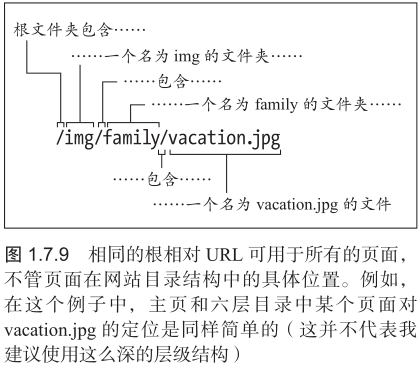 根文件夹包含……
……一个名为 img 的文件夹……
……包含……
……一个名为 family 的文件夹……
/img/family/vacation.jpg
……包含……
……一个名为 vacation.jpg 的文件
图 1.7.9 相同的根相对 URL 可用于所有的页面，
不管页面在网站目录结构中的具体位置。例如，
在这个例子中，主页和六层目录中某个页面对
vacation.jpg 的定位是同样简单的（这并不代表我
建议使用这么深的层级结构）